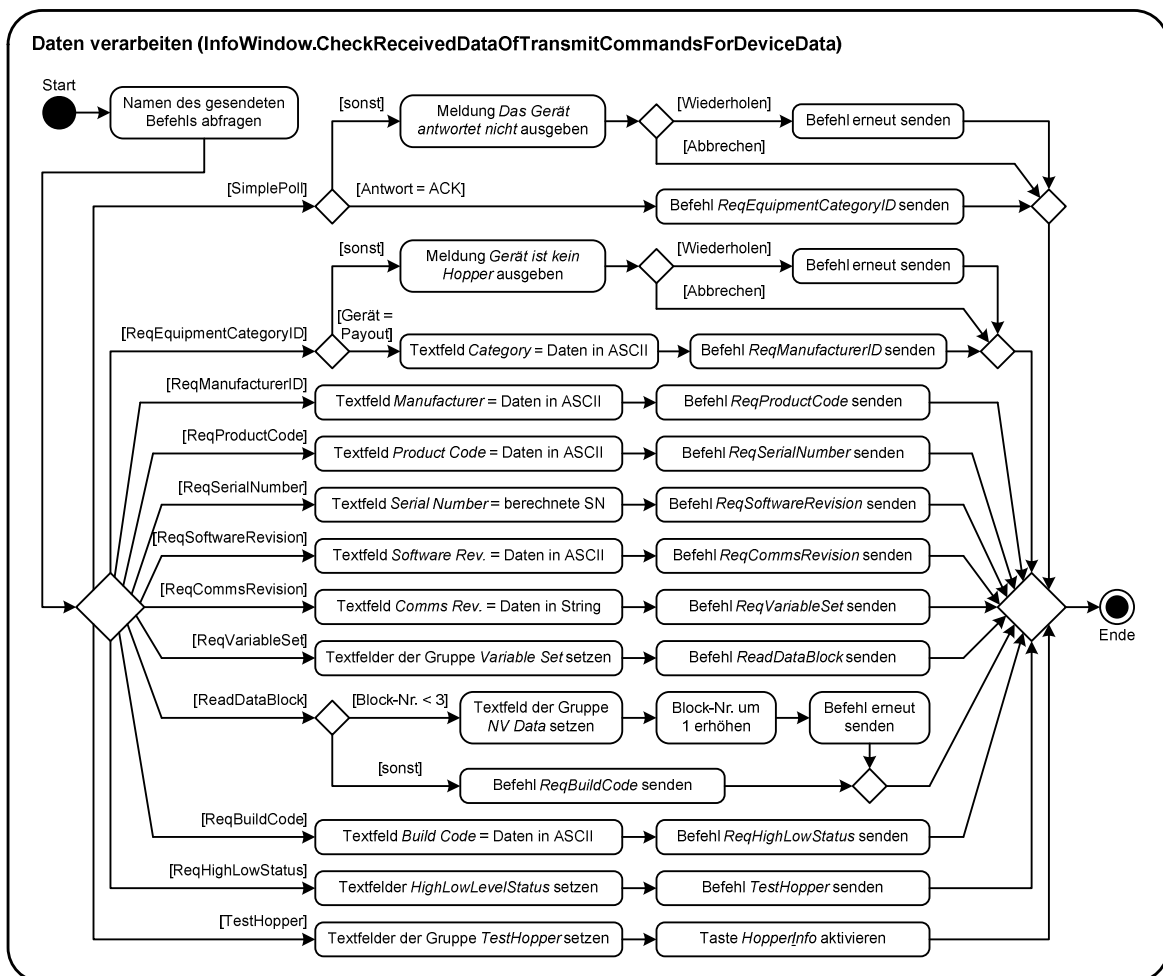 Daten verarbeiten (InfoWindow.CheckReceivedDataOfTransmitCommandsForDeviceData)
Start
Namen des gesendeten
Befehls abfragen
[sonst]
Meldung Das Gerät
antwortet nicht ausgeben
[Wiederholen]
Befehl erneut senden
[Abbrechen]
[SimplePoll]
[Antwort = ACK]
Befehl ReqEquipmentCategoryID senden
[sonst]
Meldung Gerät ist kein
Hopper ausgeben
[Wiederholen]
Befehl erneut senden
[Abbrechen]
[ReqEquipmentCategoryID]
[Gerät =
Payout]
Textfeld Category = Daten in ASCII
Befehl ReqManufacturerID senden
[ReqManufacturerID]
Textfeld Manufacturer = Daten in ASCII
Befehl ReqProductCode senden
[ReqProductCode]
Textfeld Product Code = Daten in ASCII
Befehl ReqSerialNumber senden
[ReqSerialNumber]
Textfeld Serial Number = berechnete SN
Befehl ReqSoftwareRevision senden
[ReqSoftwareRevision]
Textfeld Software Rev. = Daten in ASCII
Befehl ReqCommsRevision senden
[ReqCommsRevision]
Textfeld Comms Rev. = Daten in String
Befehl ReqVariableSet senden
Ende
[ReqVariableSet]
Textfelder der Gruppe Variable Set setzen
Befehl ReadDataBlock senden
[ReadDataBlock]
[Block-Nr. < 3]
Textfeld der Gruppe
NV Data setzen
Block-Nr. um
1 erhöhen
Befehl erneut
senden
[sonst]
Befehl ReqBuildCode senden
[ReqBuildCode]
Textfeld Build Code = Daten in ASCII
Befehl ReqHighLowStatus senden
[ReqHighLowStatus]
Textfelder HighLowLevelStatus setzen
Befehl TestHopper senden
[TestHopper]
Textfelder der Gruppe TestHopper setzen
Taste HopperInfo aktivieren